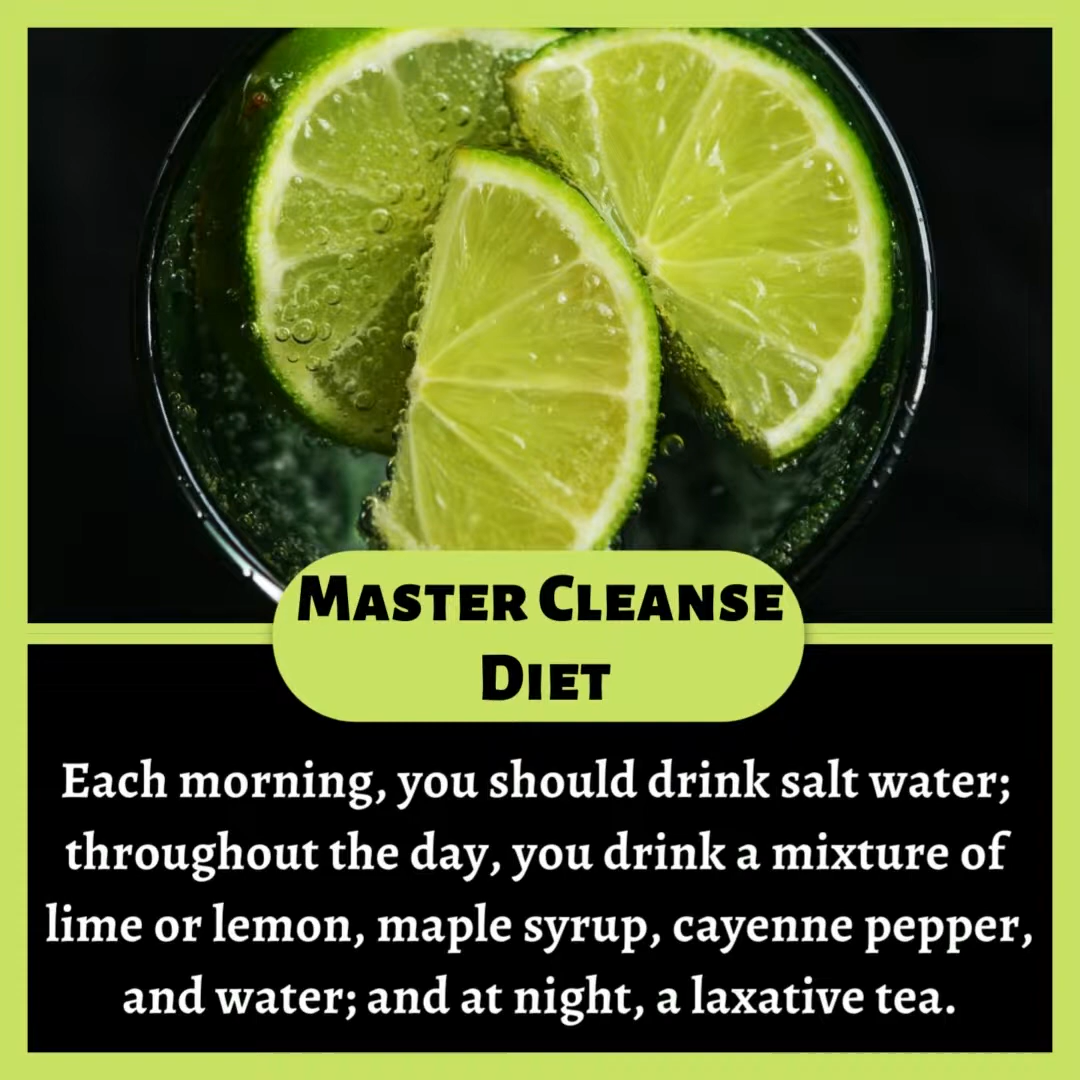 Master Cleanse
Diet
Each morning, you should drink salt water;
throughout the day, you drink a mixture of
lime or lemon, maple syrup, cayenne pepper,
and water; and at night, a laxative tea.